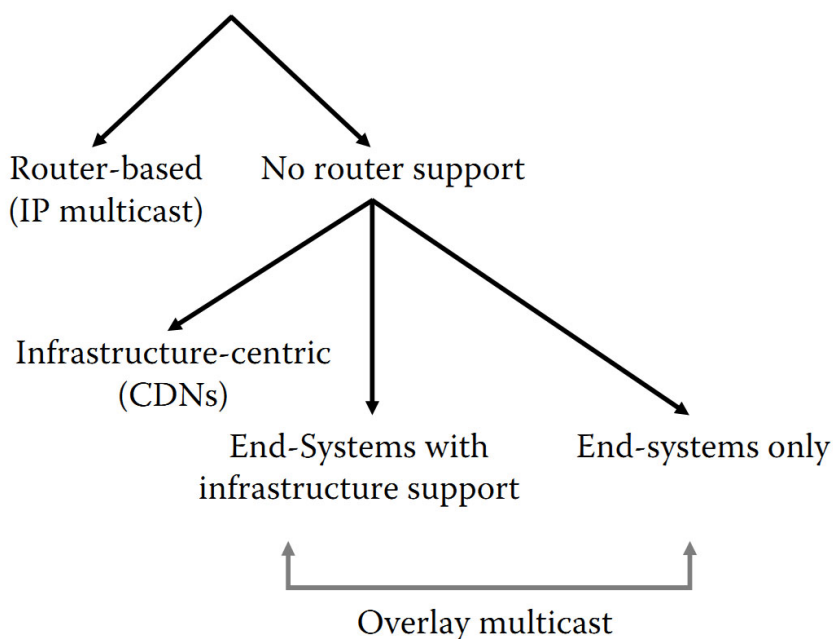 Router-based
(IP multicast)
No router support
Infrastructure-centric
(CDNs)
End-Systems with
infrastructure support
End-systems only
Overlay multicast